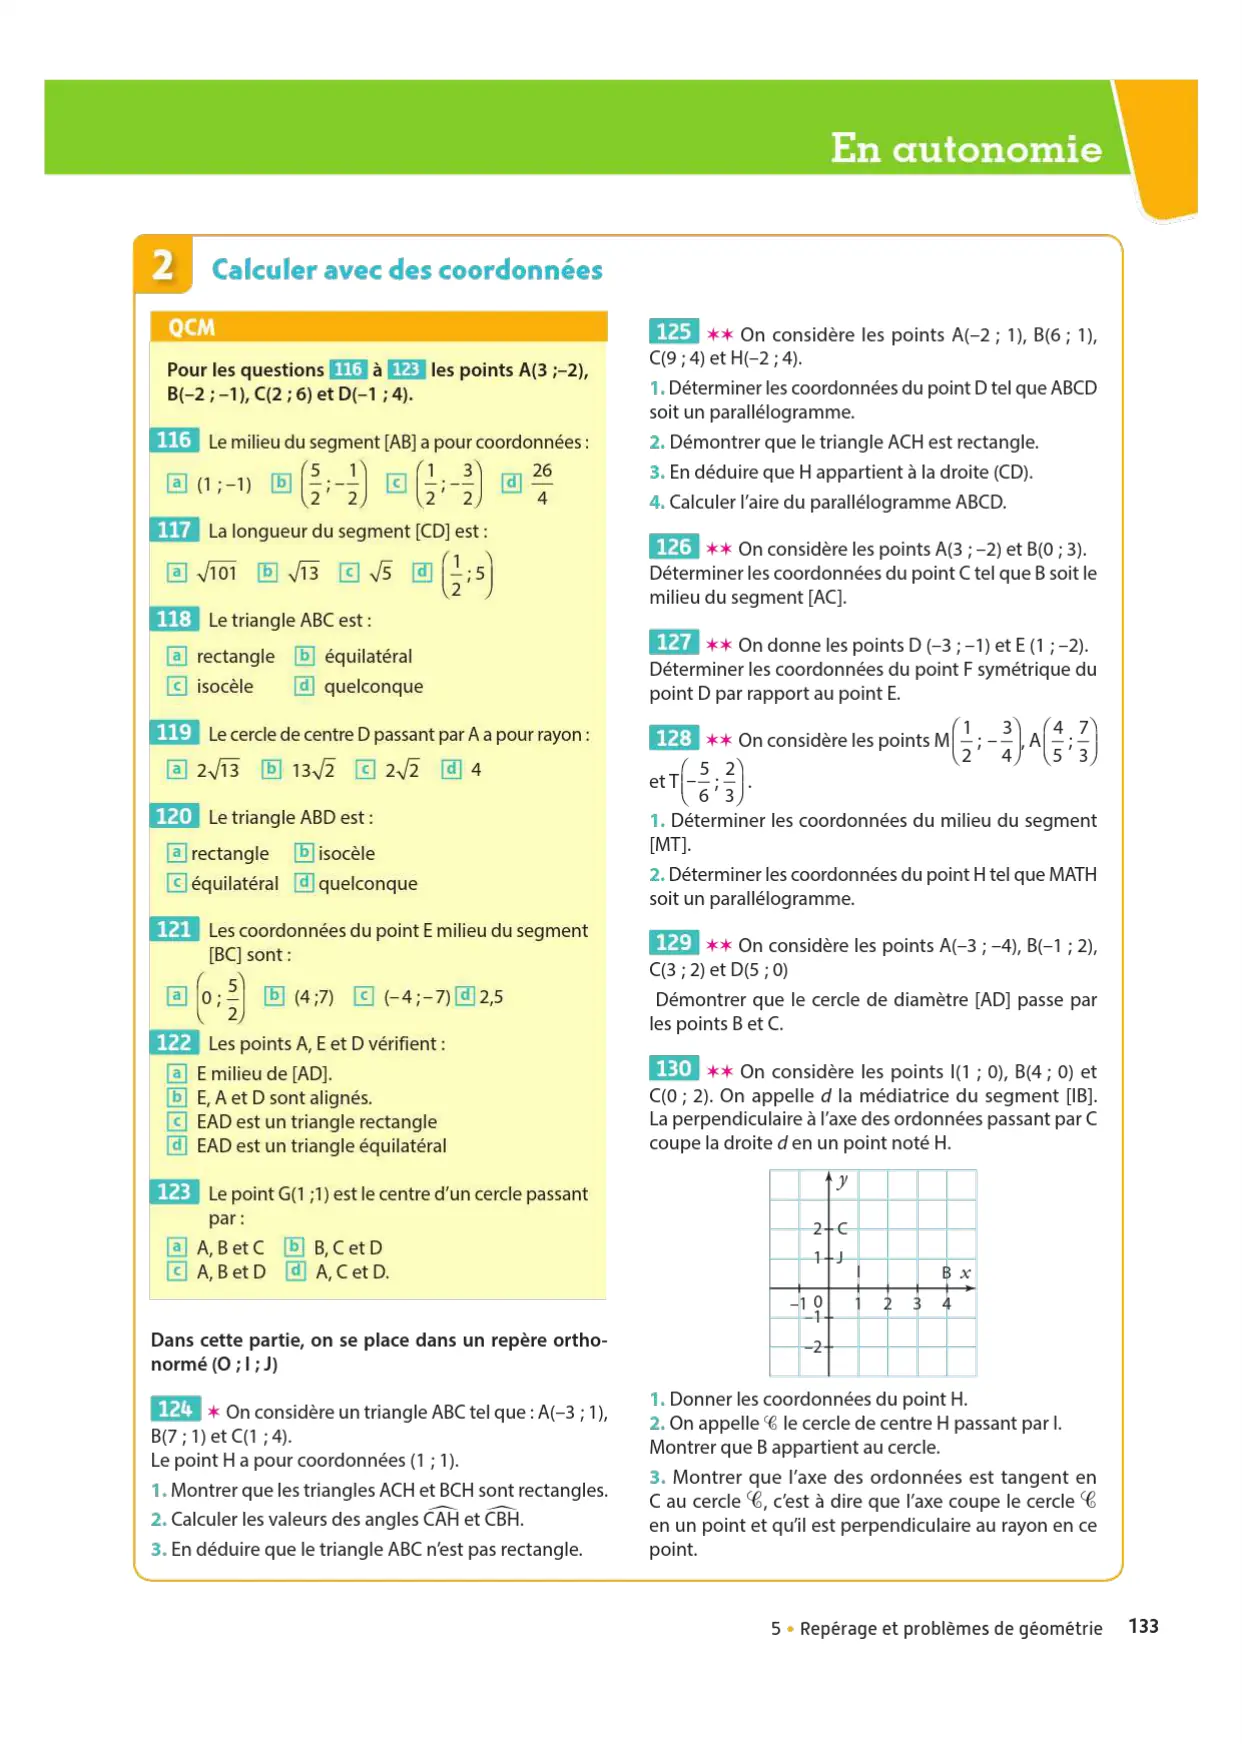 En autonomie
2 Calculer avec des coordonnées
QCM
Pour les questions 116 à 123 les points A(3 ;–2),
B(–2 ; –1), C(2 ; 6) et D(–1 ; 4).
116 Le milieu du segment [AB] a pour coordonnées :
a (1 ; –1) b (5/2 ; –1/2) c (1/2 ; –3/2) d 26/4
117 La longueur du segment [CD] est :
a √101 b √13 c √5 d (1/2 ; 5)
118 Le triangle ABC est :
a rectangle b équilatéral
c isocèle d quelconque
119 Le cercle de centre D passant par A a pour rayon :
a 2√13 b 13√2 c 2√2 d 4
120 Le triangle ABD est :
a rectangle b isocèle
c équilatéral d quelconque
121 Les coordonnées du point E milieu du segment
[BC] sont :
a (0 ; 5/2) b (4 ;7) c (– 4 ; – 7) d 2,5
122 Les points A, E et D vérifient :
a E milieu de [AD].
b E, A et D sont alignés.
c EAD est un triangle rectangle
d EAD est un triangle équilatéral
123 Le point G(1 ;1) est le centre d’un cercle passant
par :
a A, B et C b B, C et D
c A, B et D d A, C et D.
Dans cette partie, on se place dans un repère ortho-
normé (O ; I ; J)
124 ✶ On considère un triangle ABC tel que : A(–3 ; 1),
B(7 ; 1) et C(1 ; 4).
Le point H a pour coordonnées (1 ; 1).
1. Montrer que les triangles ACH et BCH sont rectangles.
2. Calculer les valeurs des angles CAH et CBH.
3. En déduire que le triangle ABC n’est pas rectangle.
125 ✶✶ On considère les points A(–2 ; 1), B(6 ; 1),
C(9 ; 4) et H(–2 ; 4).
1. Déterminer les coordonnées du point D tel que ABCD
soit un parallélogramme.
2. Démontrer que le triangle ACH est rectangle.
3. En déduire que H appartient à la droite (CD).
4. Calculer l’aire du parallélogramme ABCD.
126 ✶✶ On considère les points A(3 ; –2) et B(0 ; 3).
Déterminer les coordonnées du point C tel que B soit le
milieu du segment [AC].
127 ✶✶ On donne les points D (–3 ; –1) et E (1 ; –2).
Déterminer les coordonnées du point F symétrique du
point D par rapport au point E.
128 ✶✶ On considère les points M(1/2 ; –3/4), A(4/5 ; 7/3)
et T(–5/6 ; 2/3).
1. Déterminer les coordonnées du milieu du segment
[MT].
2. Déterminer les coordonnées du point H tel que MATH
soit un parallélogramme.
129 ✶✶ On considère les points A(–3 ; –4), B(–1 ; 2),
C(3 ; 2) et D(5 ; 0)
Démontrer que le cercle de diamètre [AD] passe par
les points B et C.
130 ✶✶ On considère les points I(1 ; 0), B(4 ; 0) et
C(0 ; 2). On appelle d la médiatrice du segment [IB].
La perpendiculaire à l’axe des ordonnées passant par C
coupe la droite d en un point noté H.
y
2 C
1 J
I B x
–1 0 1 2 3 4
–1
–2
1. Donner les coordonnées du point H.
2. On appelle 𝒞 le cercle de centre H passant par I.
Montrer que B appartient au cercle.
3. Montrer que l’axe des ordonnées est tangent en
C au cercle 𝒞, c’est à dire que l’axe coupe le cercle 𝒞
en un point et qu’il est perpendiculaire au rayon en ce
point.
5 • Repérage et problèmes de géométrie 133